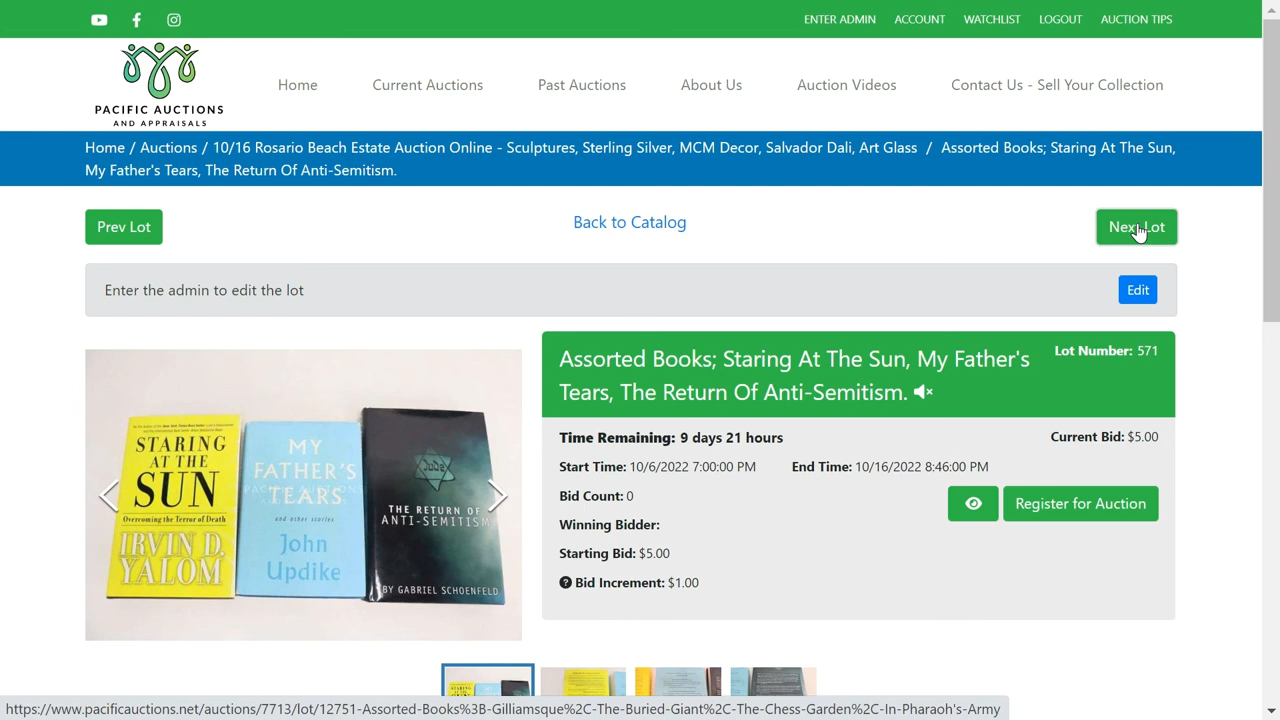 ENTER ADMIN ACCOUNT WATCHLIST LOGOUT AUCTION TIPS
PACIFIC AUCTIONS
AND APPRAISALS
Home Current Auctions Past Auctions About Us Auction Videos Contact Us - Sell Your Collection
Home / Auctions / 10/16 Rosario Beach Estate Auction Online - Sculptures, Sterling Silver, MCM Decor, Salvador Dali, Art Glass / Assorted Books; Staring At The Sun,
My Father's Tears, The Return Of Anti-Semitism.
Prev Lot Back to Catalog Next Lot
Enter the admin to edit the lot Edit
Assorted Books; Staring At The Sun, My Father's
Tears, The Return Of Anti-Semitism.
Lot Number: 571
Time Remaining: 9 days 21 hours Current Bid: $5.00
Start Time: 10/6/2022 7:00:00 PM End Time: 10/16/2022 8:46:00 PM
Bid Count: 0
Register for Auction
Winning Bidder:
Starting Bid: $5.00
? Bid Increment: $1.00
STARING
AT THE
SUN
Overcoming the Terror of Death
IRVIN D.
YALOM
MY
FATHER'S
TEARS
and other stories
John
Updike
Jude
THE RETURN OF
ANTI-SEMITISM
BY GABRIEL SCHOENFELD
PACIFIC AUCTIONS
https://www.pacificauctions.net/auctions/7713/lot/12751-Assorted-Books%3B-Gilliamsque%2C-The-Buried-Giant%2C-The-Chess-Garden%2C-In-Pharaoh's-Army